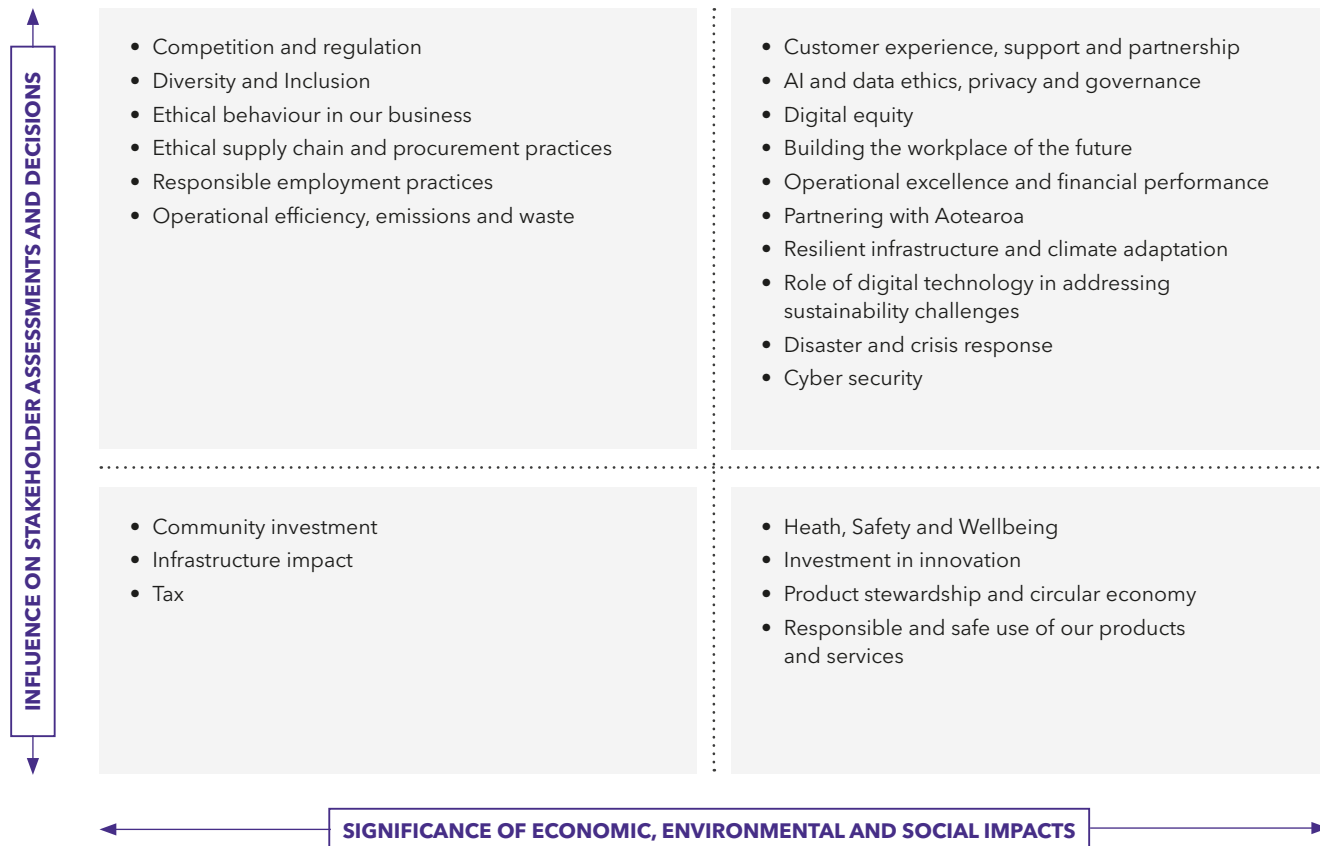 INFLUENCE ON STAKEHOLDER ASSESSMENTS AND DECISIONS
• Competition and regulation
• Diversity and Inclusion
• Ethical behaviour in our business
• Ethical supply chain and procurement practices
• Responsible employment practices
• Operational efficiency, emissions and waste
• Customer experience, support and partnership
• AI and data ethics, privacy and governance
• Digital equity
• Building the workplace of the future
• Operational excellence and financial performance
• Partnering with Aotearoa
• Resilient infrastructure and climate adaptation
• Role of digital technology in addressing
sustainability challenges
• Disaster and crisis response
• Cyber security
• Community investment
• Infrastructure impact
• Tax
• Heath, Safety and Wellbeing
• Investment in innovation
• Product stewardship and circular economy
• Responsible and safe use of our products
and services
SIGNIFICANCE OF ECONOMIC, ENVIRONMENTAL AND SOCIAL IMPACTS